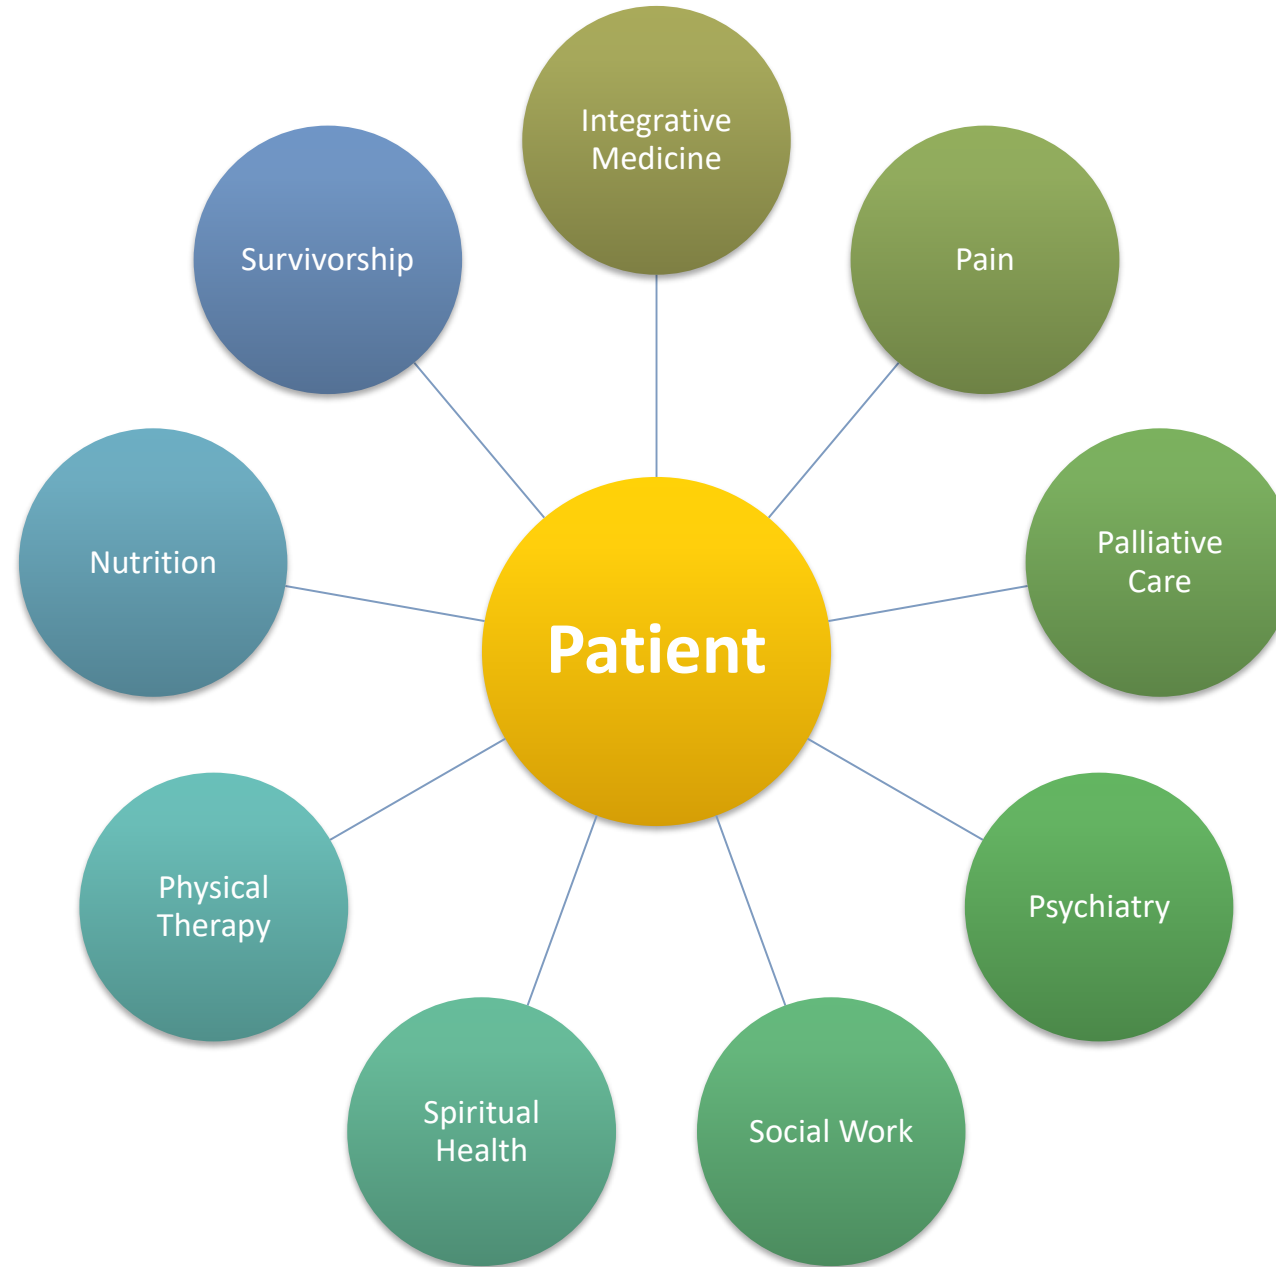 Integrative
Medicine
Pain
Palliative
Care
Psychiatry
Social Work
Spiritual
Health
Physical
Therapy
Nutrition
Survivorship
Patient